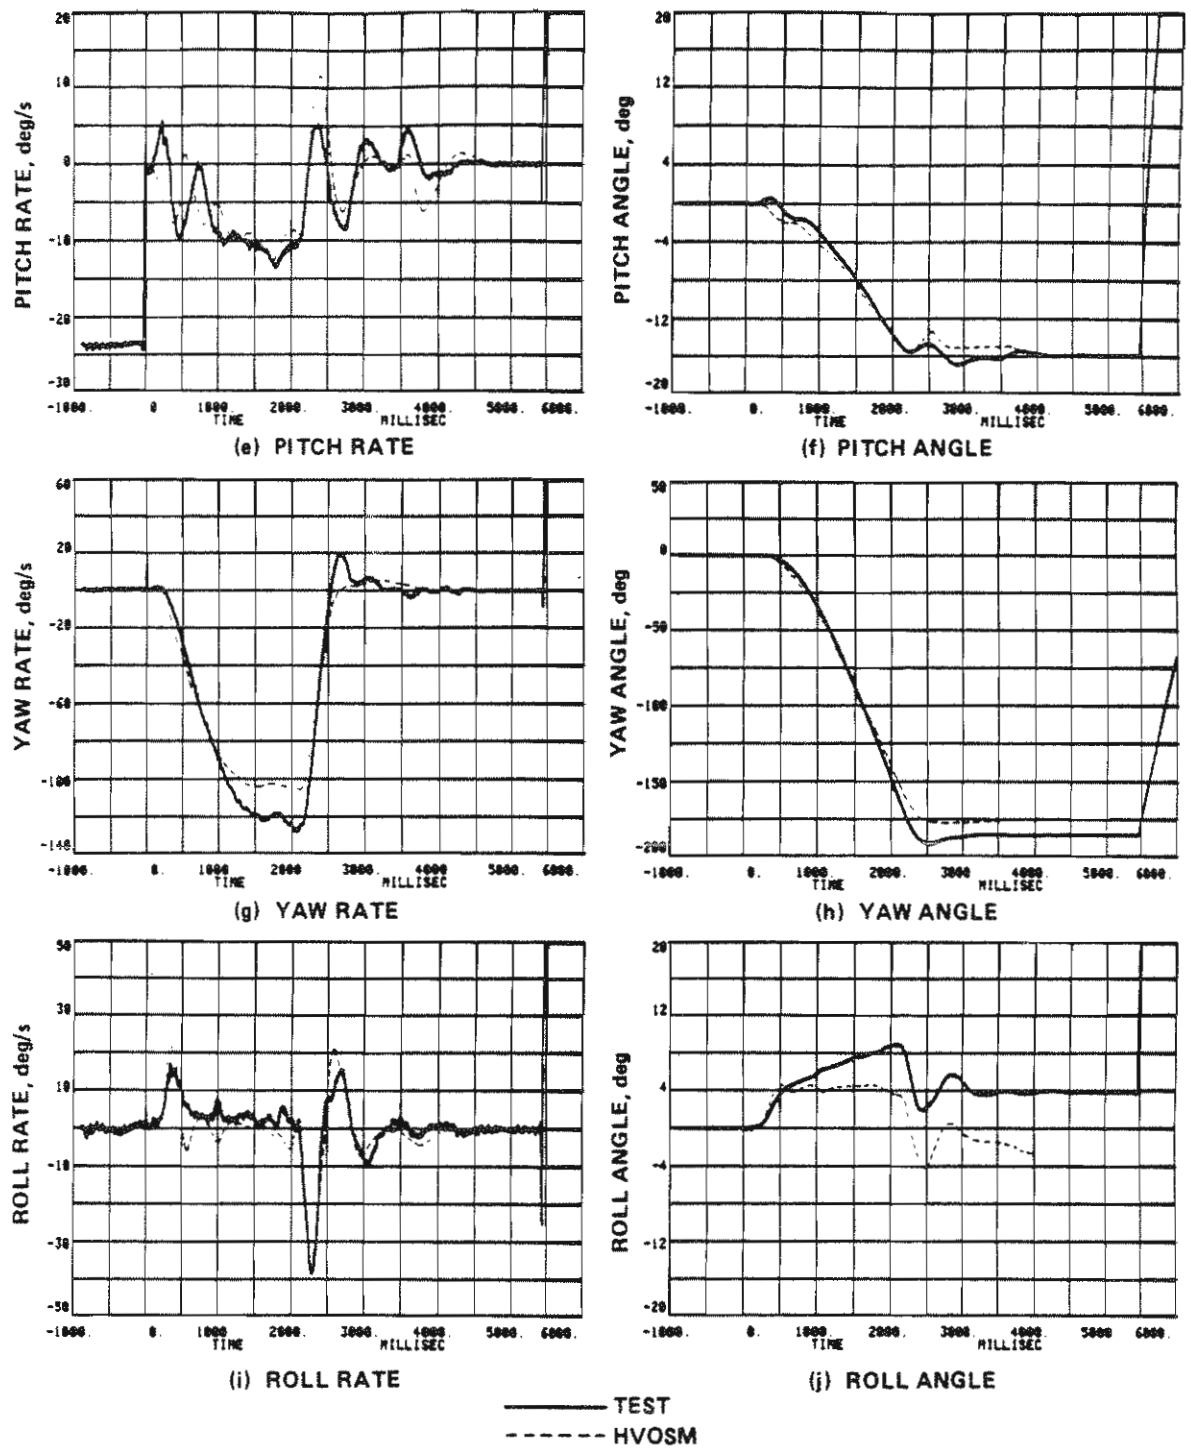 PITCH RATE, deg/s
20
10
0
-10
-20
-30
-1000. 0. 1000. 2000. 3000. 4000. 5000. 6000.
TIME MILLISEC
(e) PITCH RATE
PITCH ANGLE, deg
20
12
4
-4
-12
-20
-1000. 0. 1000. 2000. 3000. 4000. 5000. 6000.
TIME MILLISEC
(f) PITCH ANGLE
YAW RATE, deg/s
60
20
-20
-60
-100
-140
-1000. 0. 1000. 2000. 3000. 4000. 5000. 6000.
TIME MILLISEC
(g) YAW RATE
YAW ANGLE, deg
50
0
-50
-100
-150
-200
-1000. 0. 1000. 2000. 3000. 4000. 5000. 6000.
TIME MILLISEC
(h) YAW ANGLE
ROLL RATE, deg/s
50
30
10
-10
-30
-50
-1000. 0. 1000. 2000. 3000. 4000. 5000. 6000.
TIME MILLISEC
(i) ROLL RATE
ROLL ANGLE, deg
20
12
4
-4
-12
-20
-1000. 0. 1000. 2000. 3000. 4000. 5000. 6000.
TIME MILLISEC
(j) ROLL ANGLE
TEST
HVOSM